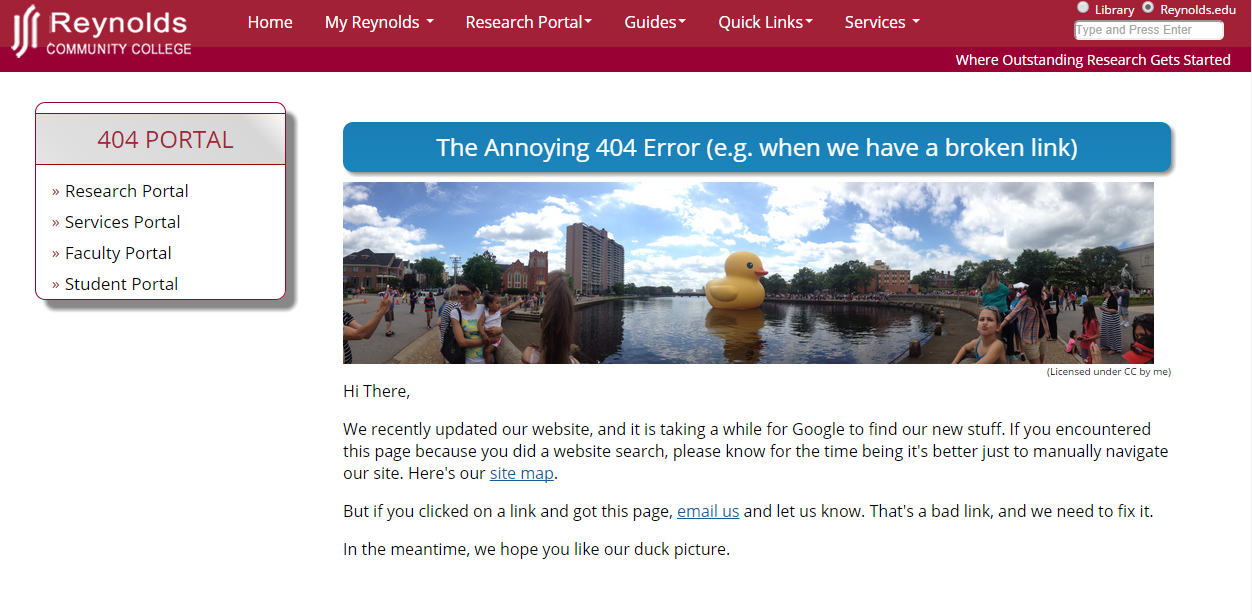 Reynolds
COMMUNITY COLLEGE
Home My Reynolds Research Portal Guides Quick Links Services
Library Reynolds.edu
Type and Press Enter
Where Outstanding Research Gets Started
404 PORTAL
» Research Portal
» Services Portal
» Faculty Portal
» Student Portal
The Annoying 404 Error (e.g. when we have a broken link)
(Licensed under CC by me)
Hi There,
We recently updated our website, and it is taking a while for Google to find our new stuff. If you encountered
this page because you did a website search, please know for the time being it's better just to manually navigate
our site. Here's our site map.
But if you clicked on a link and got this page, email us and let us know. That's a bad link, and we need to fix it.
In the meantime, we hope you like our duck picture.